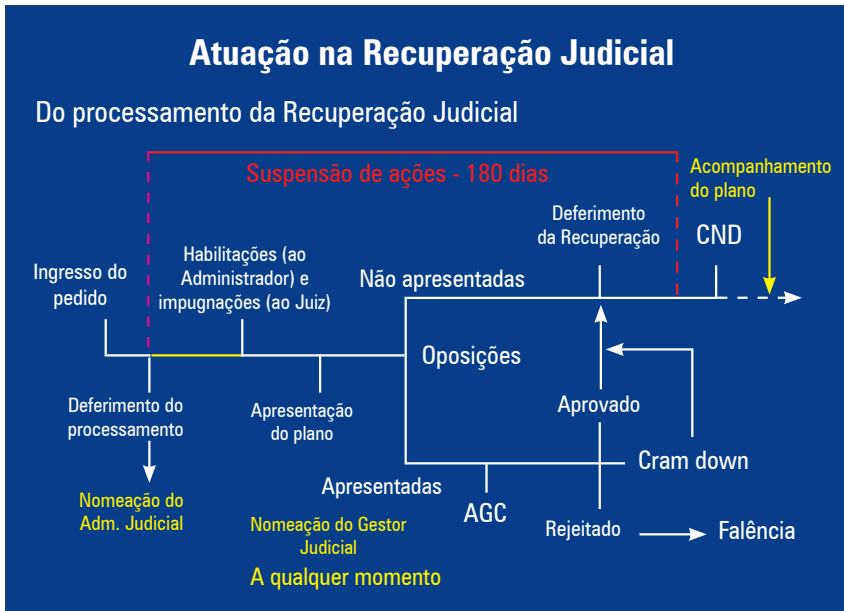 Atuação na Recuperação Judicial
Do processamento da Recuperação Judicial
Suspensão de ações - 180 dias
Acompanhamento
do plano
Deferimento
da Recuperação
CND
Habilitações (ao
Administrador) e
impugnações (ao Juiz)
Ingresso do
pedido
Não apresentadas
Oposições
Deferimento do
processamento
Apresentação
do plano
Aprovado
Cram down
Apresentadas
AGC
Nomeação do
Adm. Judicial
Nomeação do Gestor
Judicial
A qualquer momento
Rejeitado
Falência